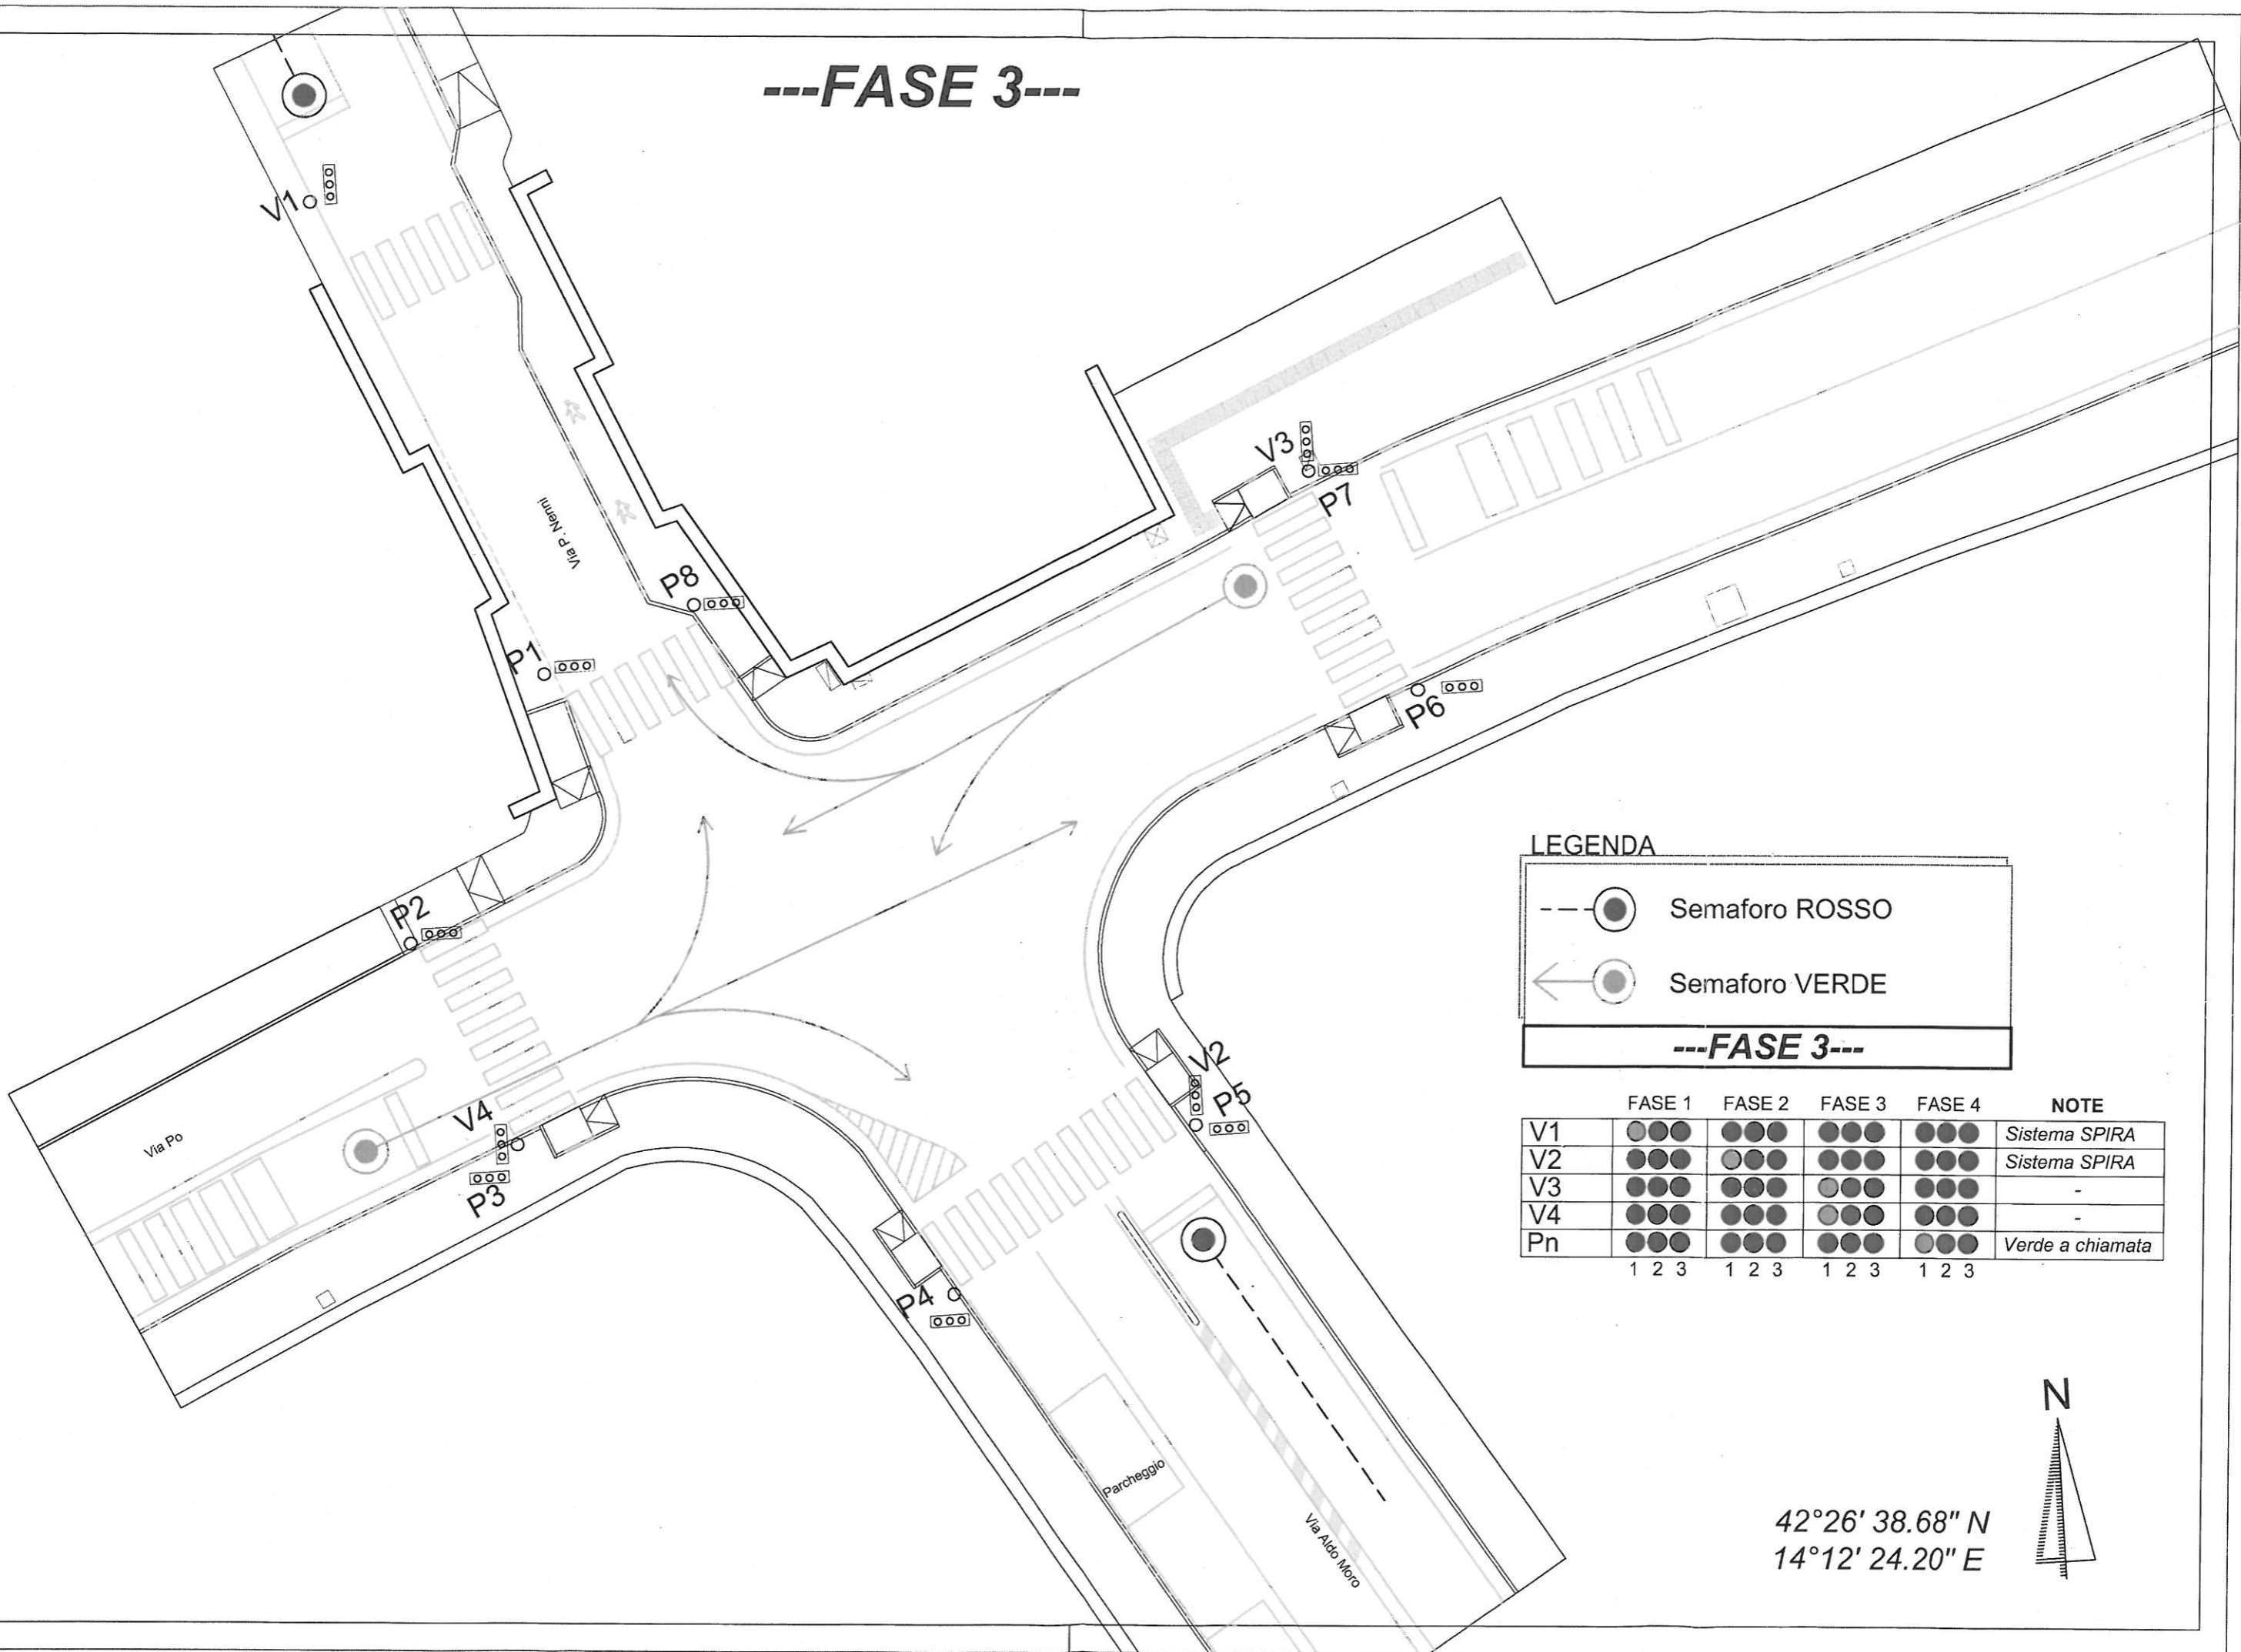 ---FASE 3---
V1
V3
P7
Via P. Nenni
P8
P1
P6
P2
V4
P3
Via Po
V2
P5
P4
Parcheggio
Via Aldo Moro
LEGENDA
Semaforo ROSSO
Semaforo VERDE
---FASE 3---
FASE 1 FASE 2 FASE 3 FASE 4 NOTE
V1 Sistema SPIRA
V2 Sistema SPIRA
V3 -
V4 -
Pn Verde a chiamata
1 2 3 1 2 3 1 2 3 1 2 3
N
42°26' 38.68" N
14°12' 24.20" E